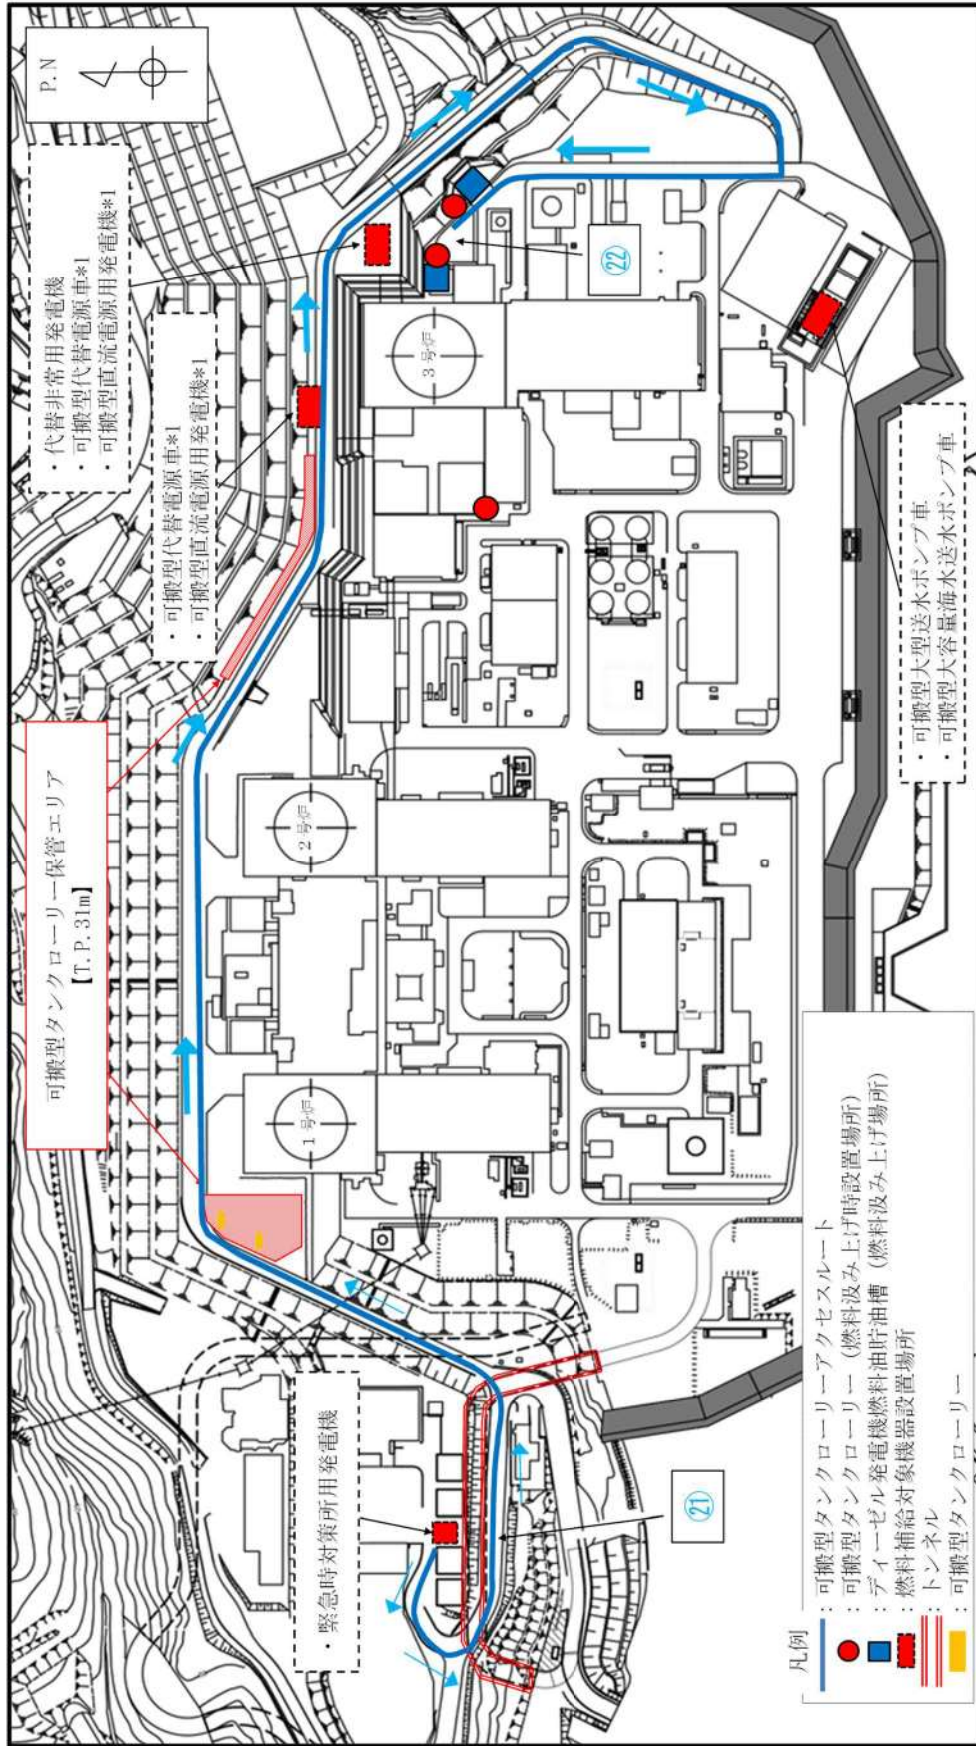 P.N
・代替非常用発電機
・可搬型代替電源車*1
・可搬型直流電源用発電機*1
・可搬型代替電源車*1
・可搬型直流電源用発電機*1
可搬型タンクローリー保管エリア
【T.P.31m】
・緊急時対策所用発電機
1号炉
2号炉
3号炉
㉑
㉒
・可搬型大型送水ポンプ車
・可搬型大容量海水送水ポンプ車
凡例
：可搬型タンクローリーアクセスルート
：可搬型タンクローリー（燃料汲み上げ時設置場所）
：ディーゼル発電機燃料油貯油槽（燃料汲み上げ場所）
：燃料補給対象機器設置場所
：トンネル
：可搬型タンクローリー